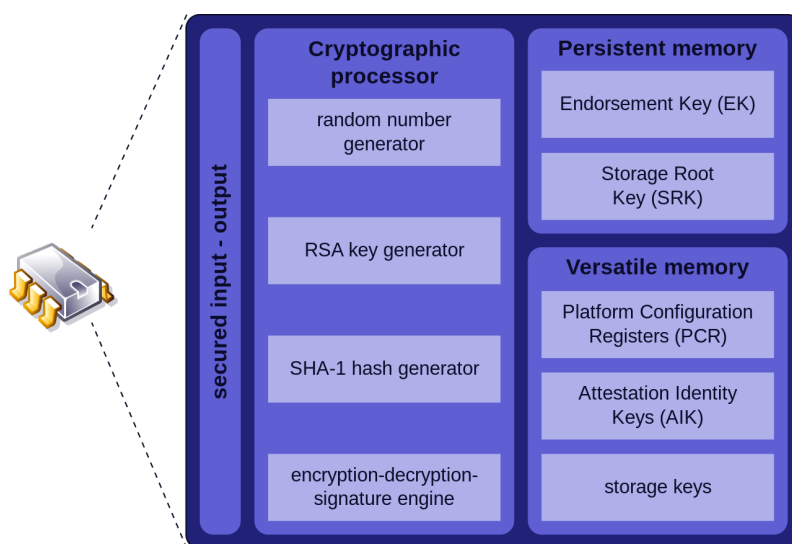 secured input - output
Cryptographic
processor
random number
generator
RSA key generator
SHA-1 hash generator
encryption-decryption-
signature engine
Persistent memory
Endorsement Key (EK)
Storage Root
Key (SRK)
Versatile memory
Platform Configuration
Registers (PCR)
Attestation Identity
Keys (AIK)
storage keys